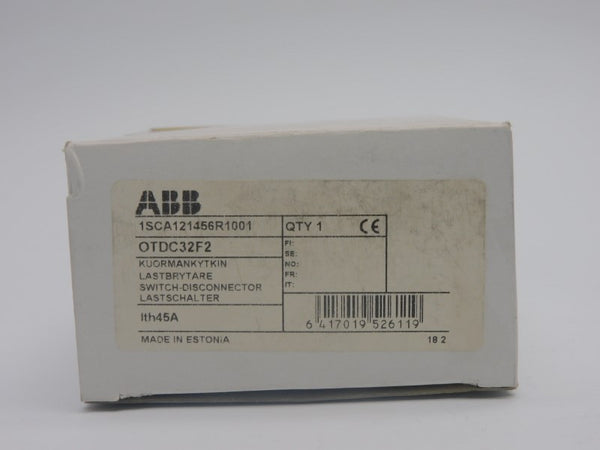 ABB
1SCA121456R1001
QTY 1 CE
OTDC32F2
FI:
SE:
NO:
FR:
IT:
KUORMANKYTKIN
LASTBRYTARE
SWITCH-DISCONNECTOR
LASTSCHALTER
Ith45A
6 417019 526119
MADE IN ESTONIA
18 2